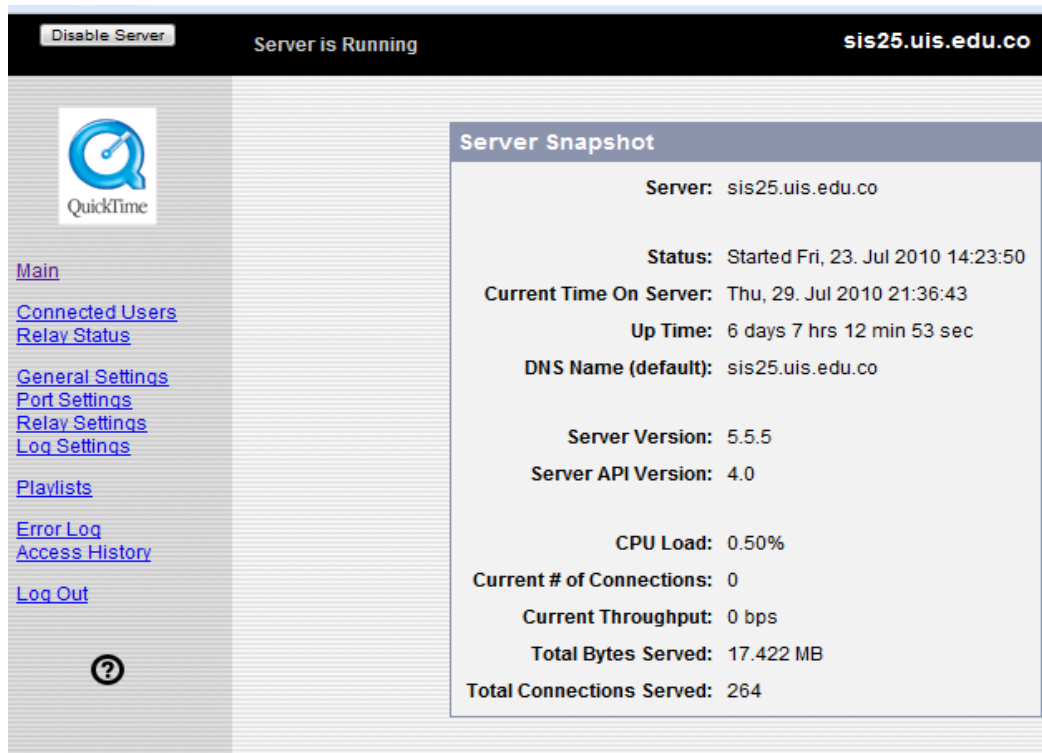 Disable Server
Server is Running
sis25.uis.edu.co
QuickTime
Main
Connected Users
Relay Status
General Settings
Port Settings
Relay Settings
Log Settings
Playlists
Error Log
Access History
Log Out
?
Server Snapshot
Server: sis25.uis.edu.co
Status: Started Fri, 23. Jul 2010 14:23:50
Current Time On Server: Thu, 29. Jul 2010 21:36:43
Up Time: 6 days 7 hrs 12 min 53 sec
DNS Name (default): sis25.uis.edu.co
Server Version: 5.5.5
Server API Version: 4.0
CPU Load: 0.50%
Current # of Connections: 0
Current Throughput: 0 bps
Total Bytes Served: 17.422 MB
Total Connections Served: 264